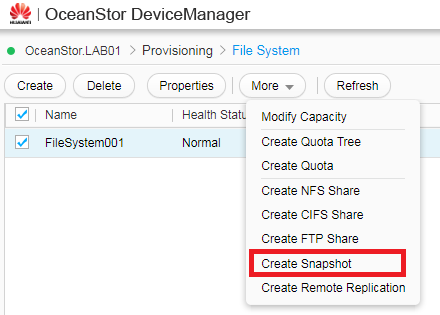 HUAWEI OceanStor DeviceManager
OceanStor.LAB01 > Provisioning > File System
Create Delete Properties More Refresh
Name Health Statu
FileSystem001 Normal
Modify Capacity
Create Quota Tree
Create Quota
Create NFS Share
Create CIFS Share
Create FTP Share
Create Snapshot
Create Remote Replication